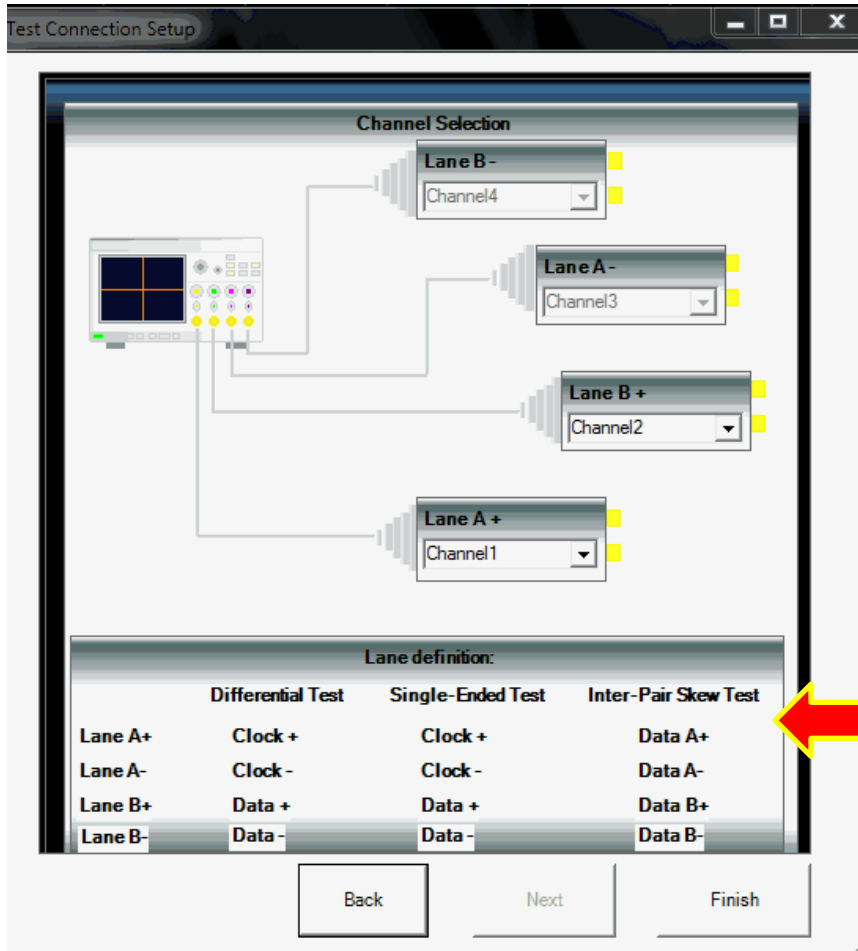 Test Connection Setup
Channel Selection
Lane B -
Channel4
Lane A -
Channel3
Lane B +
Channel2
Lane A +
Channel1
Lane definition:
Differential Test Single-Ended Test Inter-Pair Skew Test
Lane A+ Clock + Clock + Data A+
Lane A- Clock - Clock - Data A-
Lane B+ Data + Data + Data B+
Lane B- Data - Data - Data B-
Back Next Finish